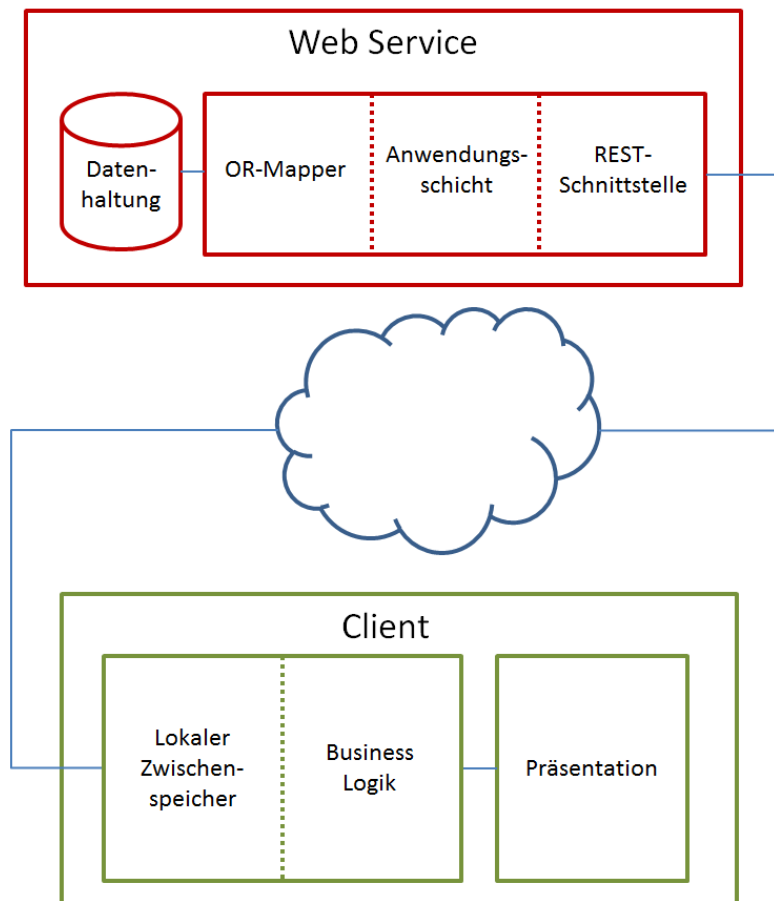 Web Service
Daten-
haltung
OR-Mapper
Anwendungs-
schicht
REST-
Schnittstelle
Client
Lokaler
Zwischen-
speicher
Business
Logik
Präsentation